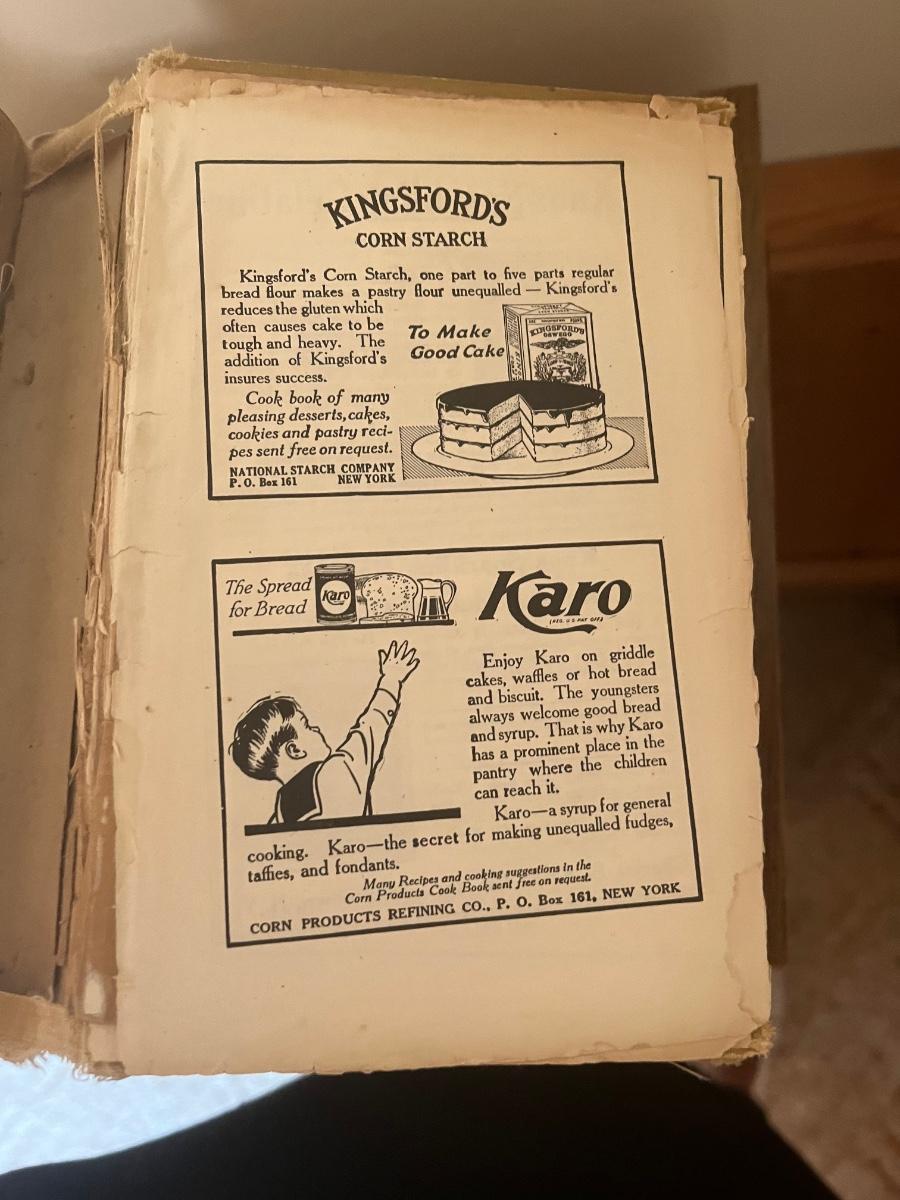 KINGSFORD'S
CORN STARCH
Kingsford's Corn Starch, one part to five parts regular
bread flour makes a pastry flour unequalled — Kingsford's
reduces the gluten which
often causes cake to be
tough and heavy. The
addition of Kingsford's
insures success.
Cook book of many
pleasing desserts, cakes,
cookies and pastry reci-
pes sent free on request.
NATIONAL STARCH COMPANY
P. O. Box 161 NEW YORK
To Make
Good Cake
KINGSFORD'S
OSWEGO
The Spread
for Bread
Karo
Karo
(REG. U.S. PAT. OFF.)
Enjoy Karo on griddle
cakes, waffles or hot bread
and biscuit. The youngsters
always welcome good bread
and syrup. That is why Karo
has a prominent place in the
pantry where the children
can reach it.
Karo—a syrup for general
cooking. Karo—the secret for making unequalled fudges,
taffies, and fondants.
Many Recipes and cooking suggestions in the
Corn Products Cook Book sent free on request.
CORN PRODUCTS REFINING CO., P. O. Box 161, NEW YORK